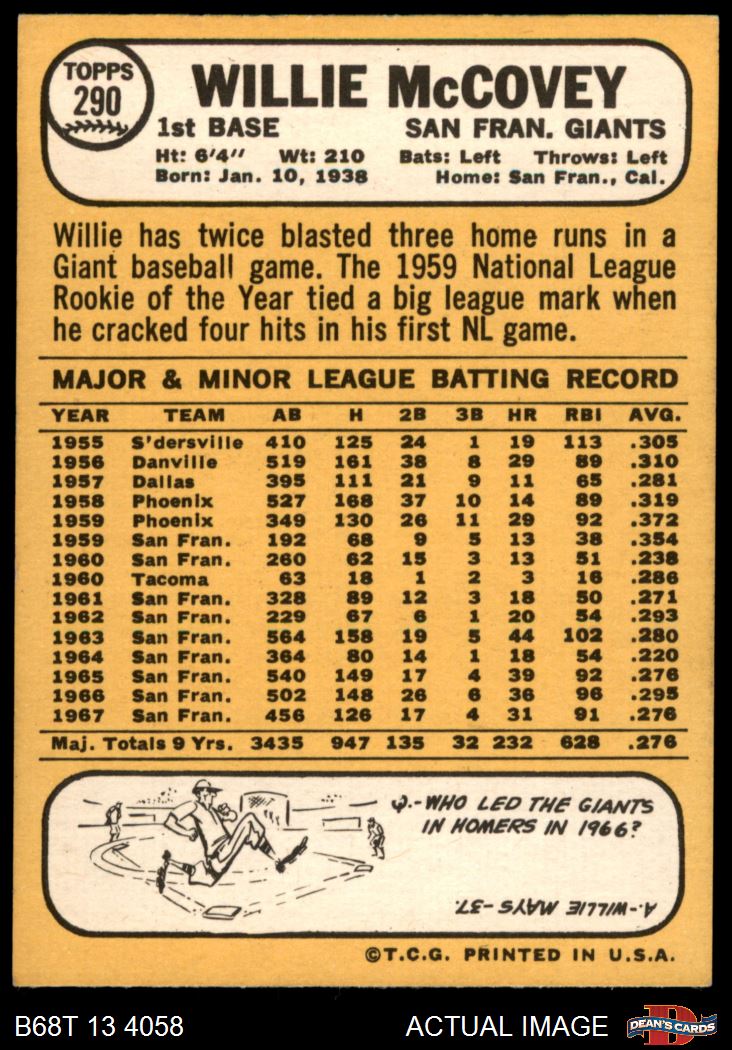 TOPPS
290
WILLIE McCOVEY
1st BASE SAN FRAN. GIANTS
Ht: 6'4" Wt: 210 Bats: Left Throws: Left
Born: Jan. 10, 1938 Home: San Fran., Cal.
Willie has twice blasted three home runs in a
Giant baseball game. The 1959 National League
Rookie of the Year tied a big league mark when
he cracked four hits in his first NL game.
MAJOR & MINOR LEAGUE BATTING RECORD
YEAR TEAM AB H 2B 3B HR RBI AVG.
1955 S'dersville 410 125 24 1 19 113 .305
1956 Danville 519 161 38 8 29 89 .310
1957 Dallas 395 111 21 9 11 65 .281
1958 Phoenix 527 168 37 10 14 89 .319
1959 Phoenix 349 130 26 11 29 92 .372
1959 San Fran. 192 68 9 5 13 38 .354
1960 San Fran. 260 62 15 3 13 51 .238
1960 Tacoma 63 18 1 2 3 16 .286
1961 San Fran. 328 89 12 3 18 50 .271
1962 San Fran. 229 67 6 1 20 54 .293
1963 San Fran. 564 158 19 5 44 102 .280
1964 San Fran. 364 80 14 1 18 54 .220
1965 San Fran. 540 149 17 4 39 92 .276
1966 San Fran. 502 148 26 6 36 96 .295
1967 San Fran. 456 126 17 4 31 91 .276
Maj. Totals 9 Yrs. 3435 947 135 32 232 628 .276
Q.-WHO LED THE GIANTS
IN HOMERS IN 1966?
A.-WILLIE MAYS-37.
©T.C.G. PRINTED IN U.S.A.
B68T 13 4058 ACTUAL IMAGE
D
DEAN'S CARDS